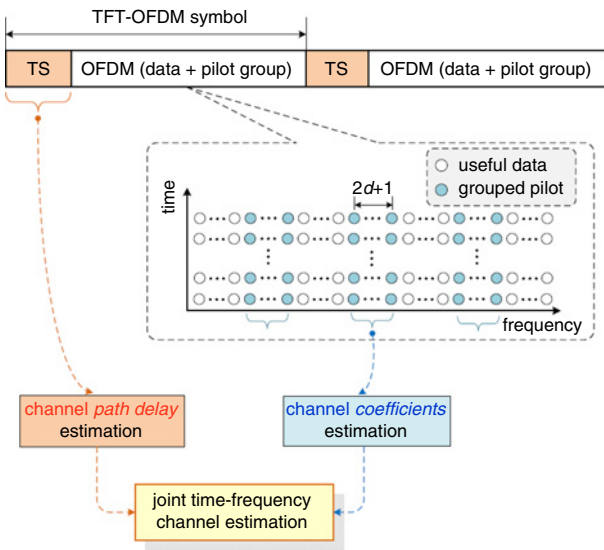 TFT-OFDM symbol
TS
OFDM (data + pilot group)
TS
OFDM (data + pilot group)
useful data
grouped pilot
2d+1
time
frequency
channel path delay
estimation
channel coefficients
estimation
joint time-frequency
channel estimation